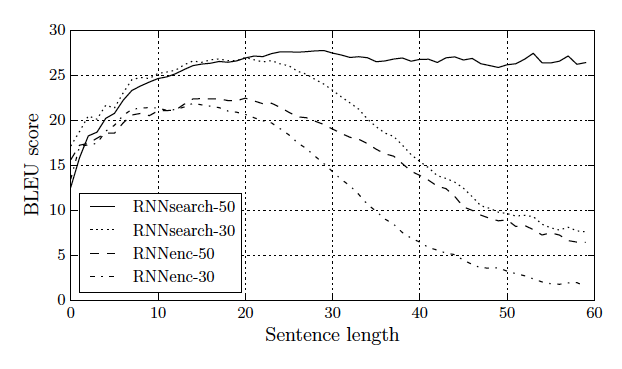 30
25
20
15
10
5
0
BLEU score
RNNsearch-50
RNNsearch-30
RNNenc-50
RNNenc-30
0 10 20 30 40 50 60
Sentence length